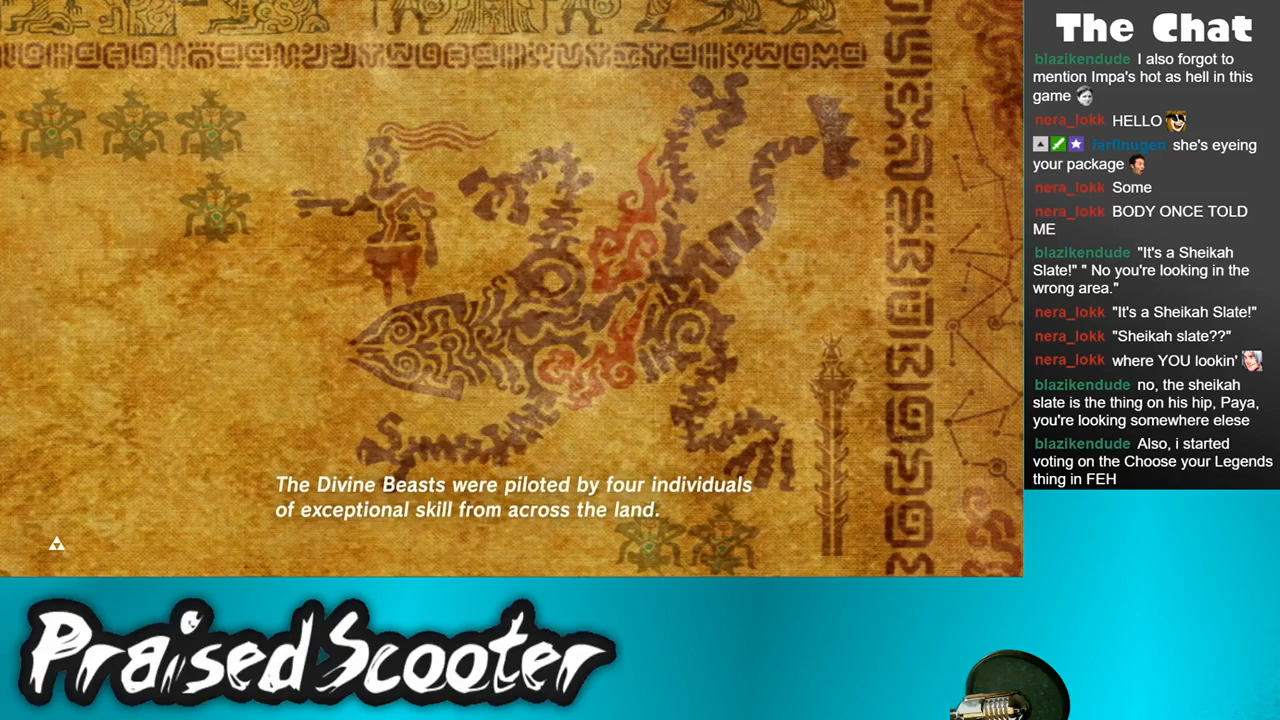 The Divine Beasts were piloted by four individuals
of exceptional skill from across the land.
PraisedScooter
The Chat
blazikendude I also forgot to
mention Impa's hot as hell in this
game
nera_lokk HELLO
farfinugen she's eyeing
your package
nera_lokk Some
nera_lokk BODY ONCE TOLD
ME
blazikendude "It's a Sheikah
Slate!" " No you're looking in the
wrong area."
nera_lokk "It's a Sheikah Slate!"
nera_lokk "Sheikah slate??"
nera_lokk where YOU lookin'
blazikendude no, the sheikah
slate is the thing on his hip, Paya,
you're looking somewhere elese
blazikendude Also, i started
voting on the Choose your Legends
thing in FEH